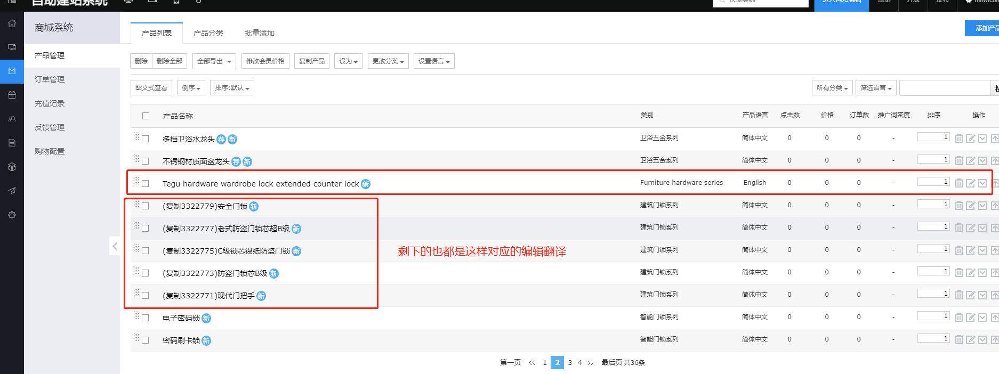 自助建站系统
快捷导航
进入网站编辑 预览 升级 发布
商城系统
产品列表 产品分类 批量添加
添加产品
产品管理
订单管理
充值记录
反馈管理
购物配置
删除 删除全部 全部导出 修改会员价格 复制产品 设为 更改分类 设置语言
图文式查看 倒序 排序:默认 所有分类 筛选语言
产品名称 类别 产品语言 点击数 价格 订单数 推广词密度 排序 操作
多档卫浴水龙头 荐 新 卫浴五金系列 简体中文 0 0 0 - 1
不锈钢材质面盆龙头 荐 新 卫浴五金系列 简体中文 0 0 0 - 1
Tegu hardware wardrobe lock extended counter lock 新 Furniture hardware series English 0 0 0 - 1
(复制3322779)安全门锁 新 建筑门锁系列 简体中文 0 0 0 - 1
(复制3322777)老式防盗门锁芯超B级 新 建筑门锁系列 简体中文 0 0 0 - 1
(复制3322775)C级锁芯锡纸防盗门锁 新 建筑门锁系列 简体中文 0 0 0 - 1
剩下的也都是这样对应的编辑翻译
(复制3322773)防盗门锁芯B级 新 建筑门锁系列 简体中文 0 0 0 - 1
(复制3322771)现代门把手 新 建筑门锁系列 简体中文 0 0 0 - 1
电子密码锁 新 智能门锁系列 简体中文 0 0 0 - 1
密码刷卡锁 新 智能门锁系列 简体中文 0 0 0 - 1
第一页 << 1 2 3 4 >> 最后页 共36条